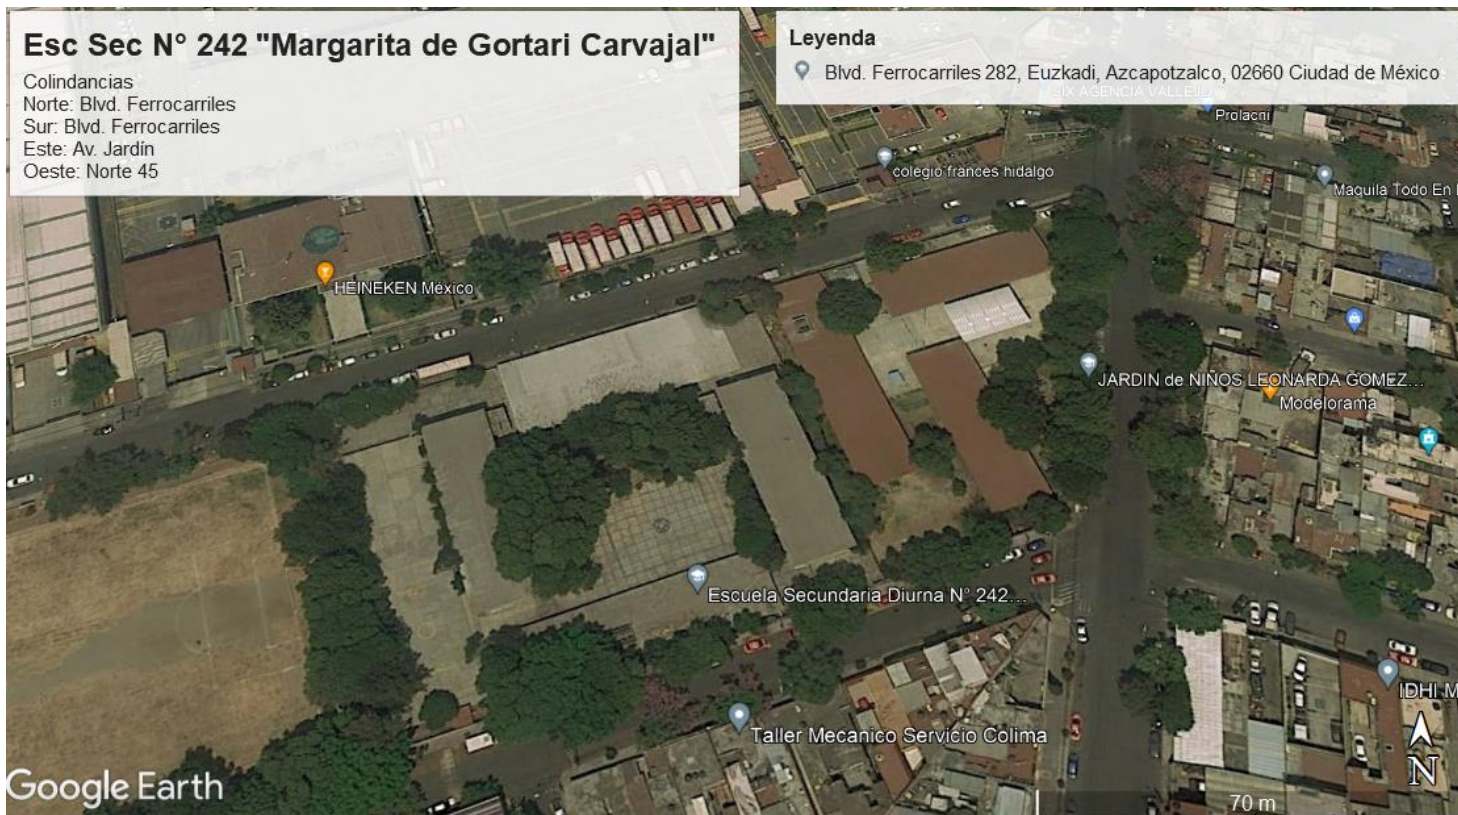 Esc Sec N° 242 "Margarita de Gortari Carvajal"
Colindancias
Norte: Blvd. Ferrocarriles
Sur: Blvd. Ferrocarriles
Este: Av. Jardín
Oeste: Norte 45
Leyenda
Blvd. Ferrocarriles 282, Euzkadi, Azcapotzalco, 02660 Ciudad de México
SIX AGENCIA VALLEJ
Prolacni
colegio frances hidalgo
Maquila Todo En
HEINEKEN México
JARDIN de NIÑOS LEONARDA GOMEZ...
Modelorama
Escuela Secundaria Diurna N° 242...
IDHI M
Taller Mecanico Servicio Colima
N
Google Earth
70 m